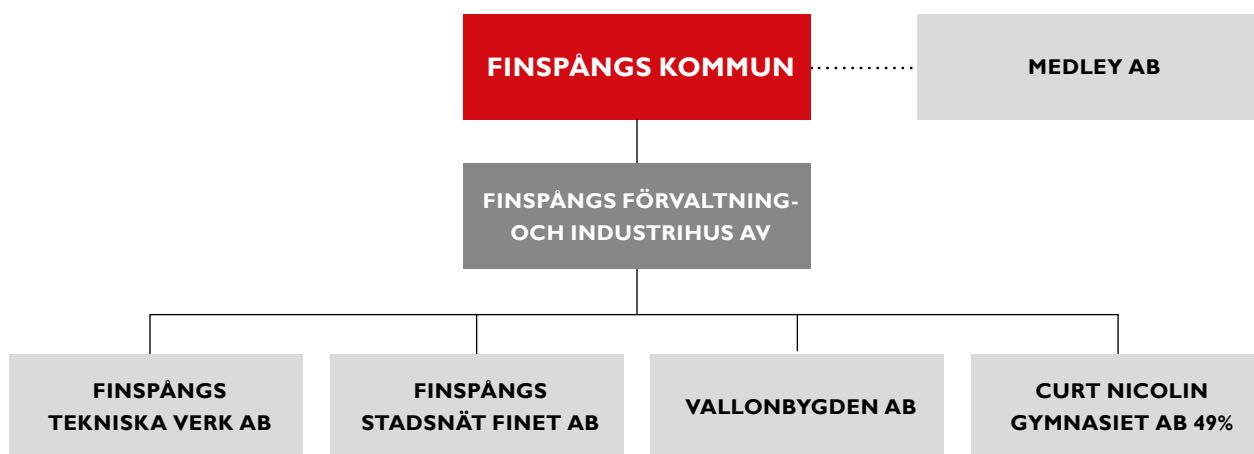 FINSPÅNGS KOMMUN
MEDLEY AB
FINSPÅNGS FÖRVALTNING-
OCH INDUSTRIHUS AV
FINSPÅNGS
TEKNISKA VERK AB
FINSPÅNGS
STADSNÄT FINET AB
VALLONBYGDEN AB
CURT NICOLIN
GYMNASIET AB 49%